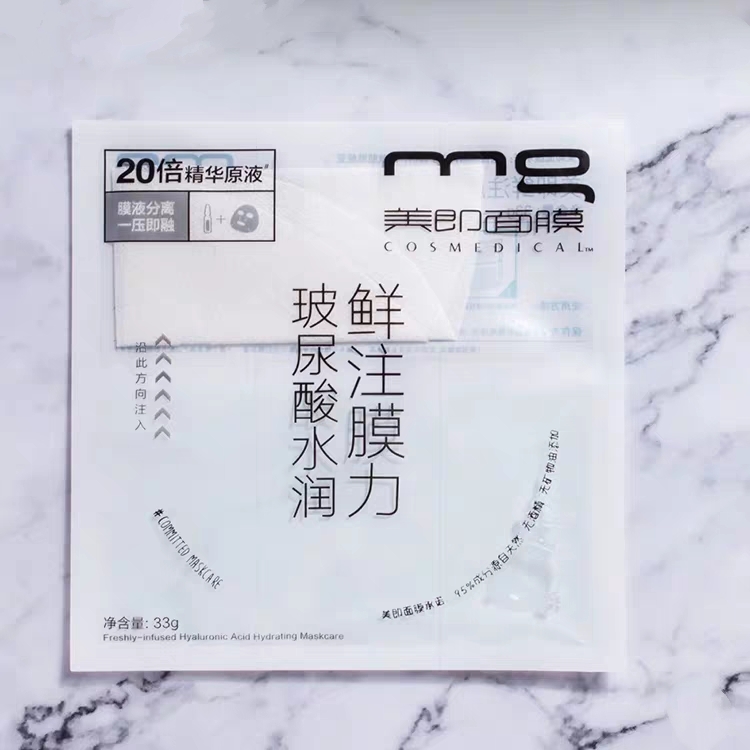 20倍精华原液#
膜液分离
一压即融
mg
美即面膜
COSMEDICAL™
鲜注膜力
玻尿酸水润
沿此方向注入
#COMMITTED MASKCARE
美即面膜承诺 95%成分源自天然 无酒精 无矿物油添加
净含量: 33g
Freshly-infused Hyaluronic Acid Hydrating Maskcare